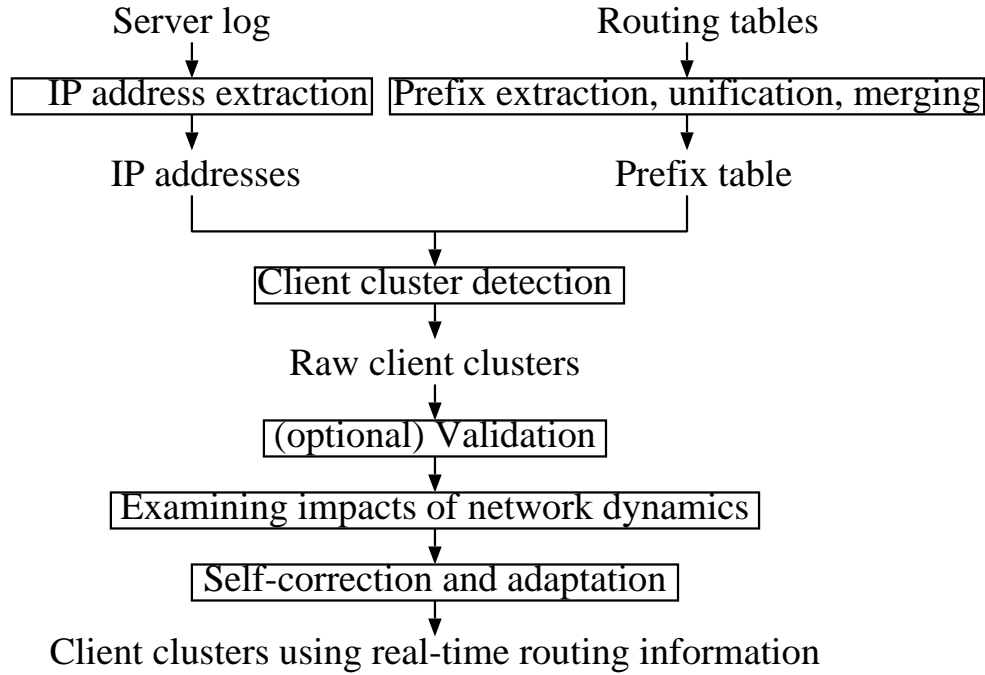 Server log
Routing tables
IP address extraction
Prefix extraction, unification, merging
IP addresses
Prefix table
Client cluster detection
Raw client clusters
(optional) Validation
Examining impacts of network dynamics
Self-correction and adaptation
Client clusters using real-time routing information